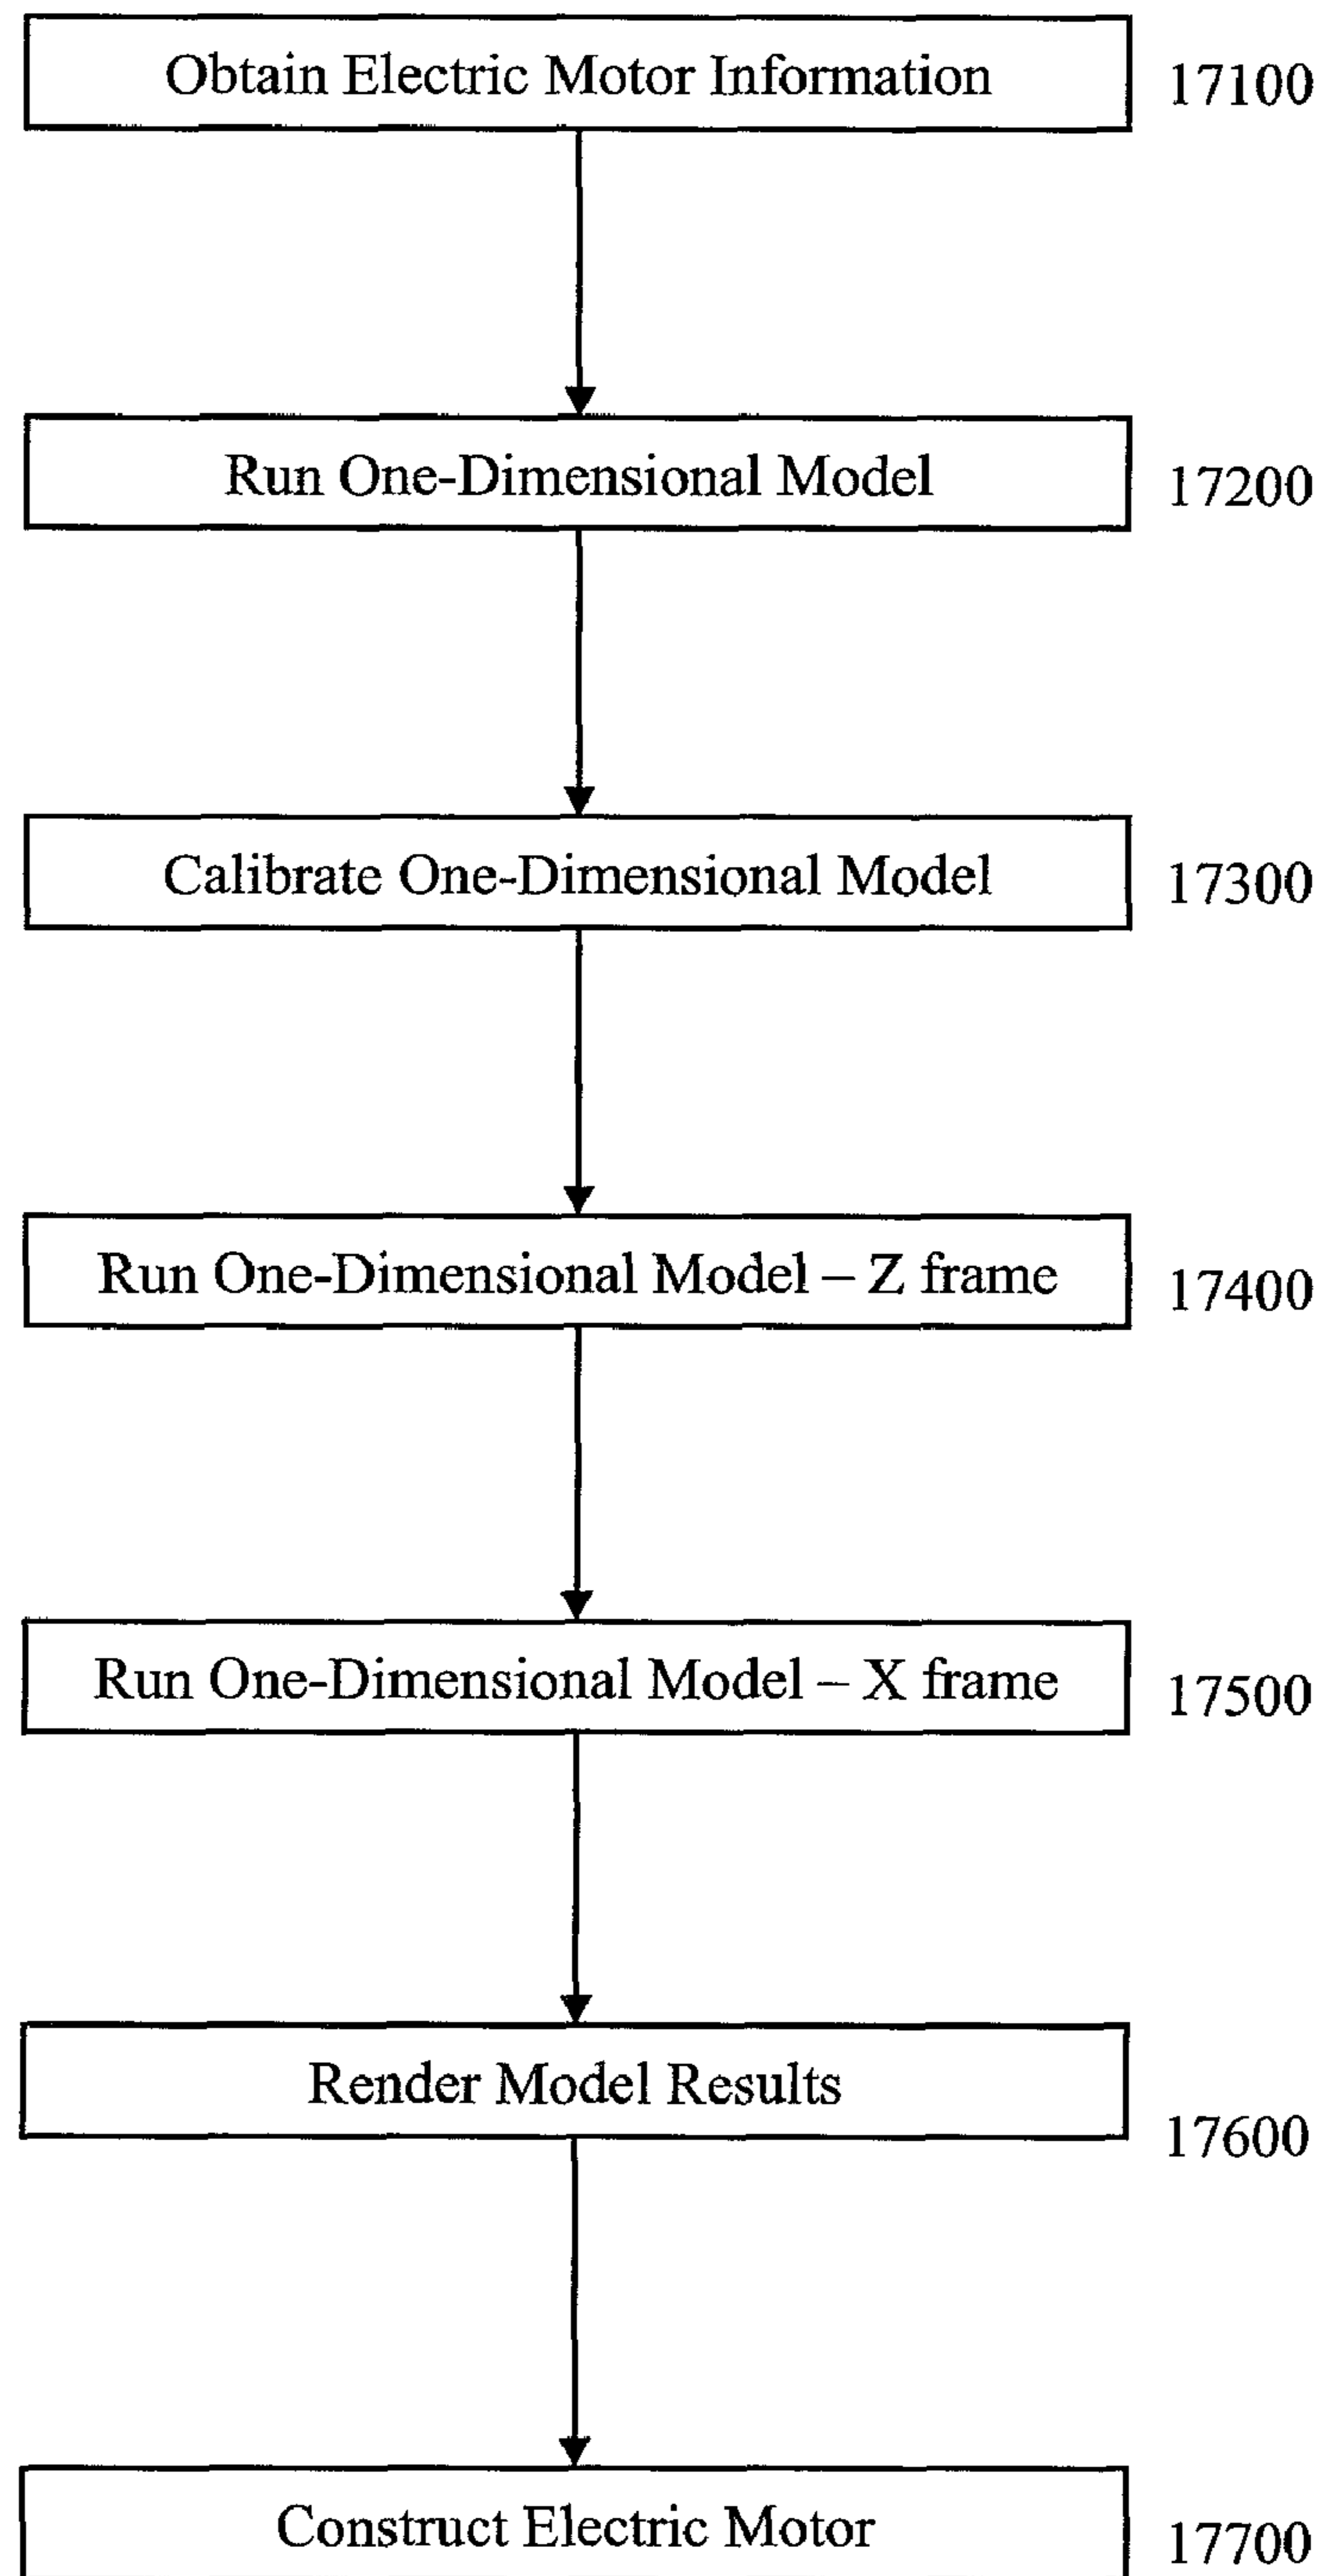 Obtain Electric Motor Information 17100
Run One-Dimensional Model 17200
Calibrate One-Dimensional Model 17300
Run One-Dimensional Model – Z frame 17400
Run One-Dimensional Model – X frame 17500
Render Model Results 17600
Construct Electric Motor 17700